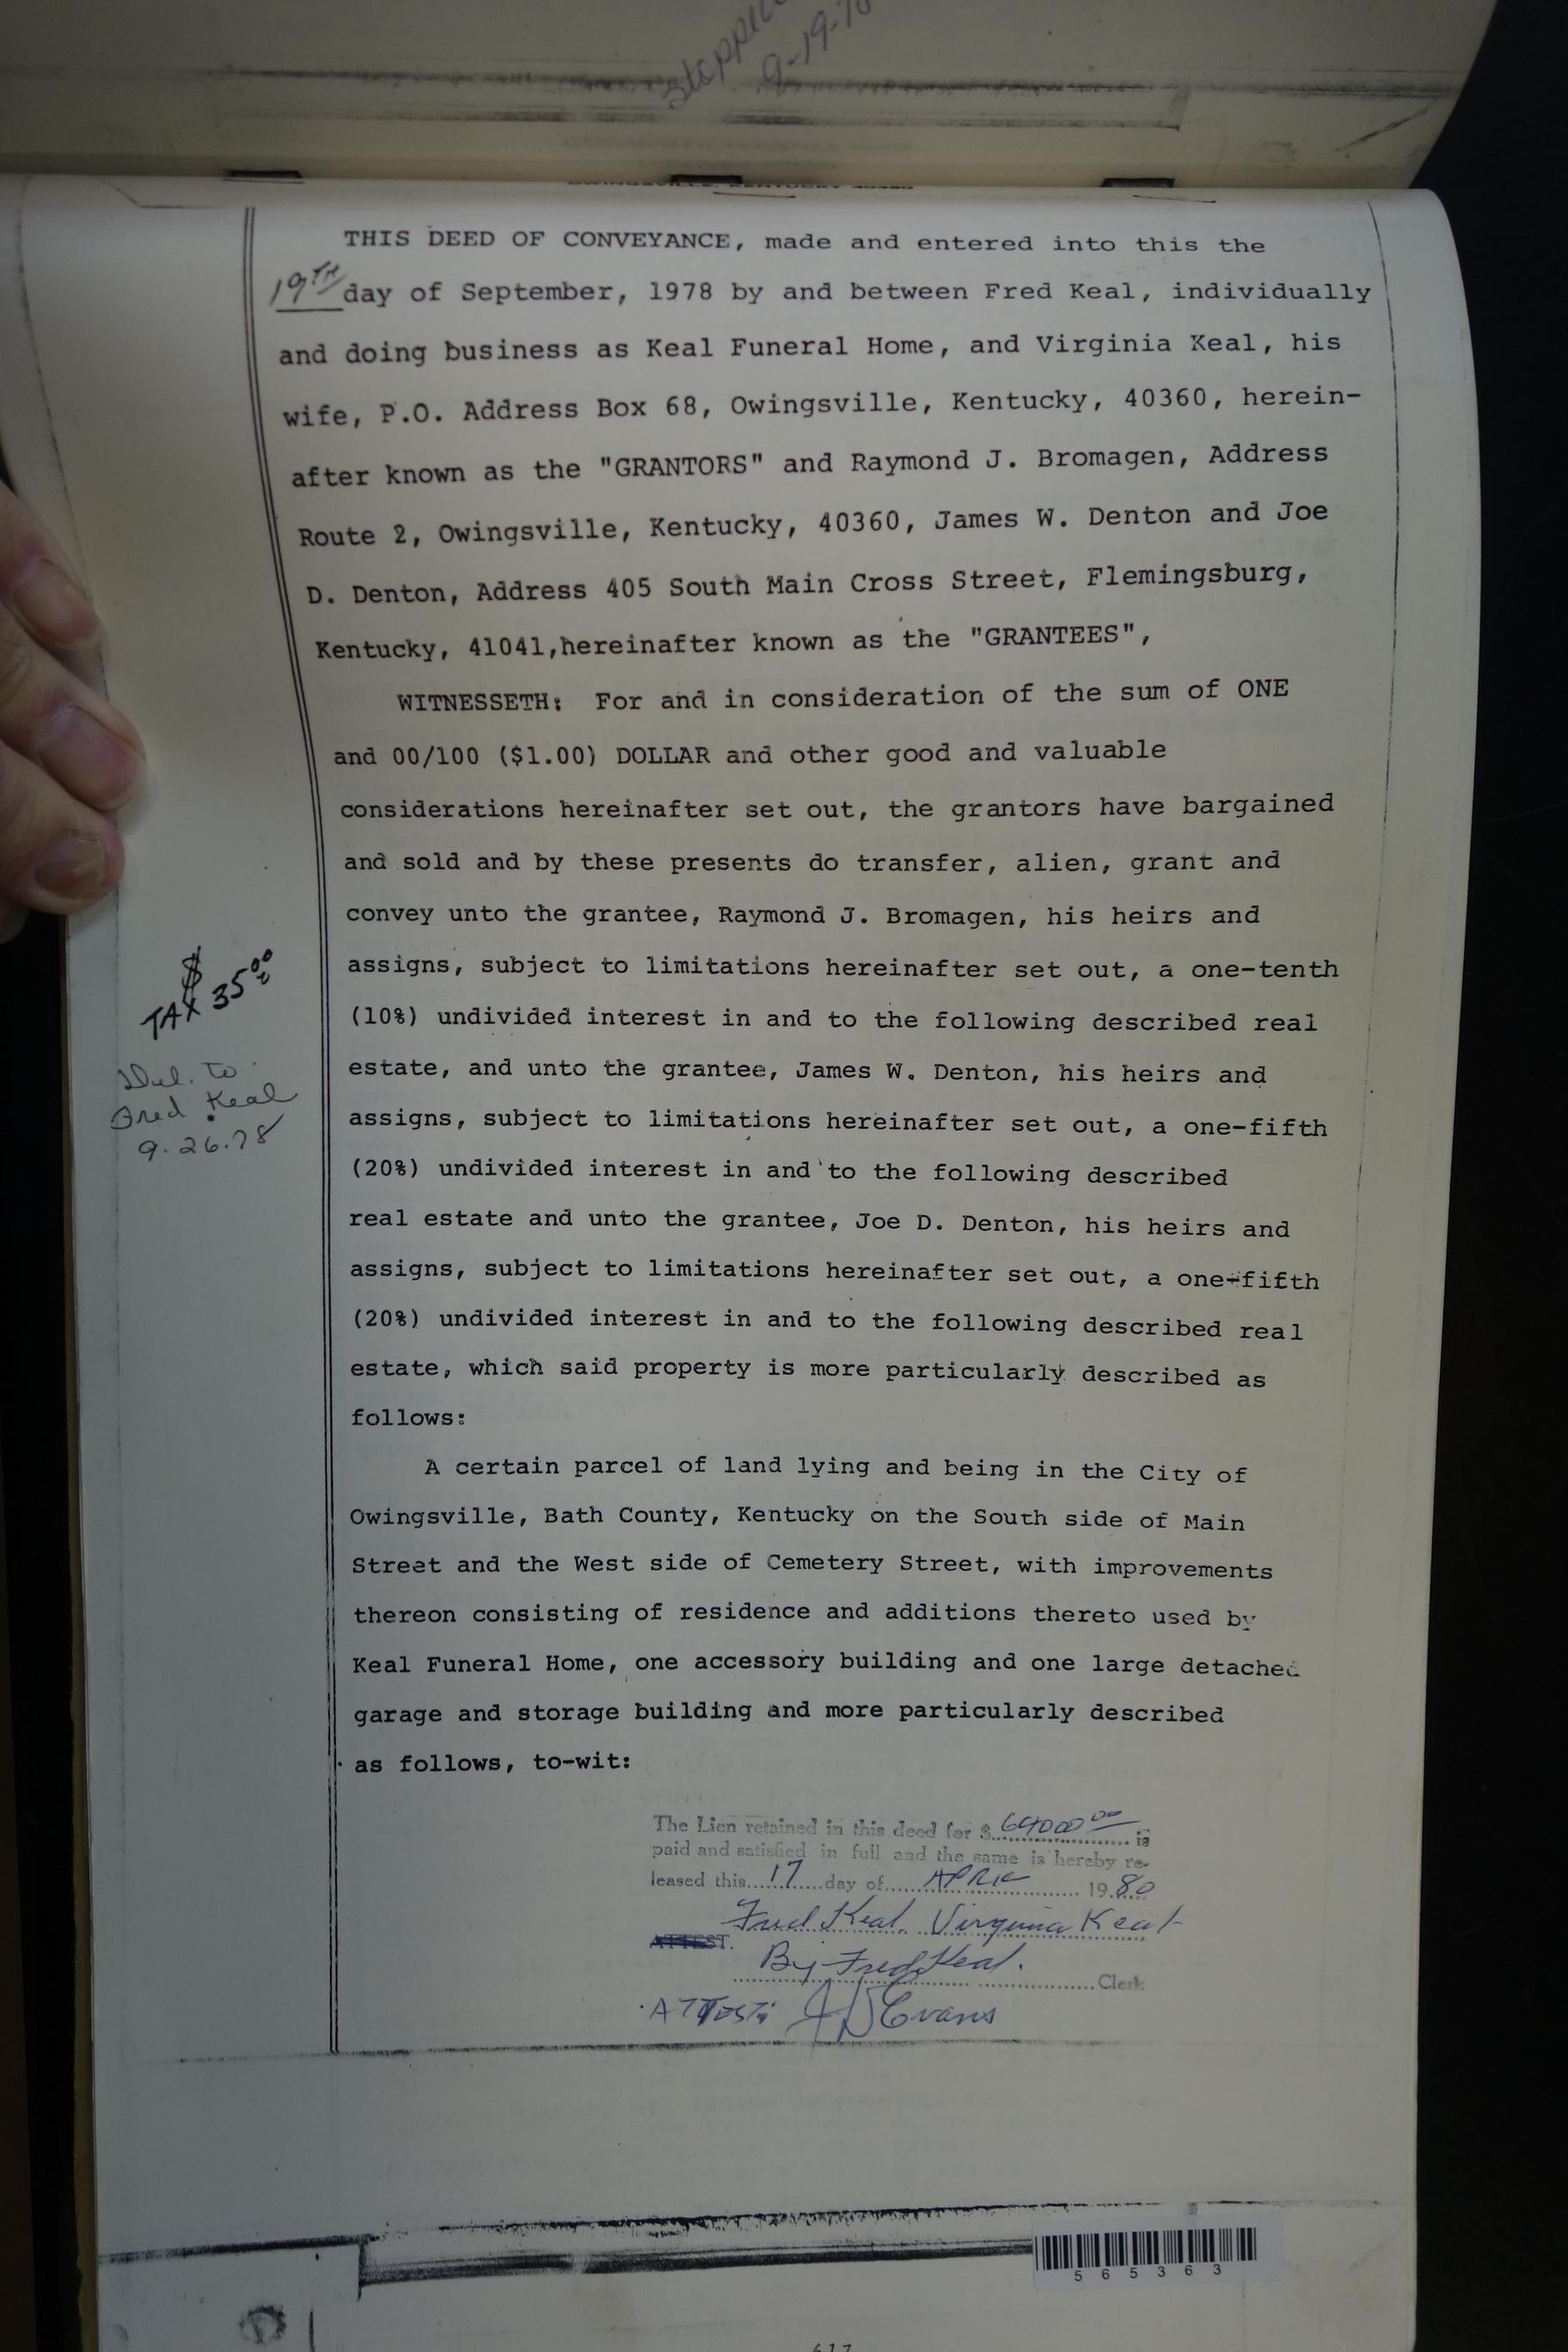 9-19-78
THIS DEED OF CONVEYANCE, made and entered into this the
19TH day of September, 1978 by and between Fred Keal, individually
and doing business as Keal Funeral Home, and Virginia Keal, his
wife, P.O. Address Box 68, Owingsville, Kentucky, 40360, herein-
after known as the "GRANTORS" and Raymond J. Bromagen, Address
Route 2, Owingsville, Kentucky, 40360, James W. Denton and Joe
D. Denton, Address 405 South Main Cross Street, Flemingsburg,
Kentucky, 41041,hereinafter known as the "GRANTEES",
WITNESSETH: For and in consideration of the sum of ONE
and 00/100 ($1.00) DOLLAR and other good and valuable
considerations hereinafter set out, the grantors have bargained
and sold and by these presents do transfer, alien, grant and
convey unto the grantee, Raymond J. Bromagen, his heirs and
assigns, subject to limitations hereinafter set out, a one-tenth
(10%) undivided interest in and to the following described real
estate, and unto the grantee, James W. Denton, his heirs and
assigns, subject to limitations hereinafter set out, a one-fifth
(20%) undivided interest in and to the following described
real estate and unto the grantee, Joe D. Denton, his heirs and
assigns, subject to limitations hereinafter set out, a one-fifth
(20%) undivided interest in and to the following described real
estate, which said property is more particularly described as
follows:
$
TAX 35.00
Del. to
Fred Keal
9.26.78
A certain parcel of land lying and being in the City of
Owingsville, Bath County, Kentucky on the South side of Main
Street and the West side of Cemetery Street, with improvements
thereon consisting of residence and additions thereto used by
Keal Funeral Home, one accessory building and one large detached
garage and storage building and more particularly described
as follows, to-wit:
The Lien retained in this deed for $ 64000.00 is
paid and satisfied in full and the same is hereby re-
leased this 17 day of APRIL 1980
Fred Keal, Virginia Keal
ATTEST.
By Fred Keal.
Clerk
ATTEST: J D Evans
565363
617